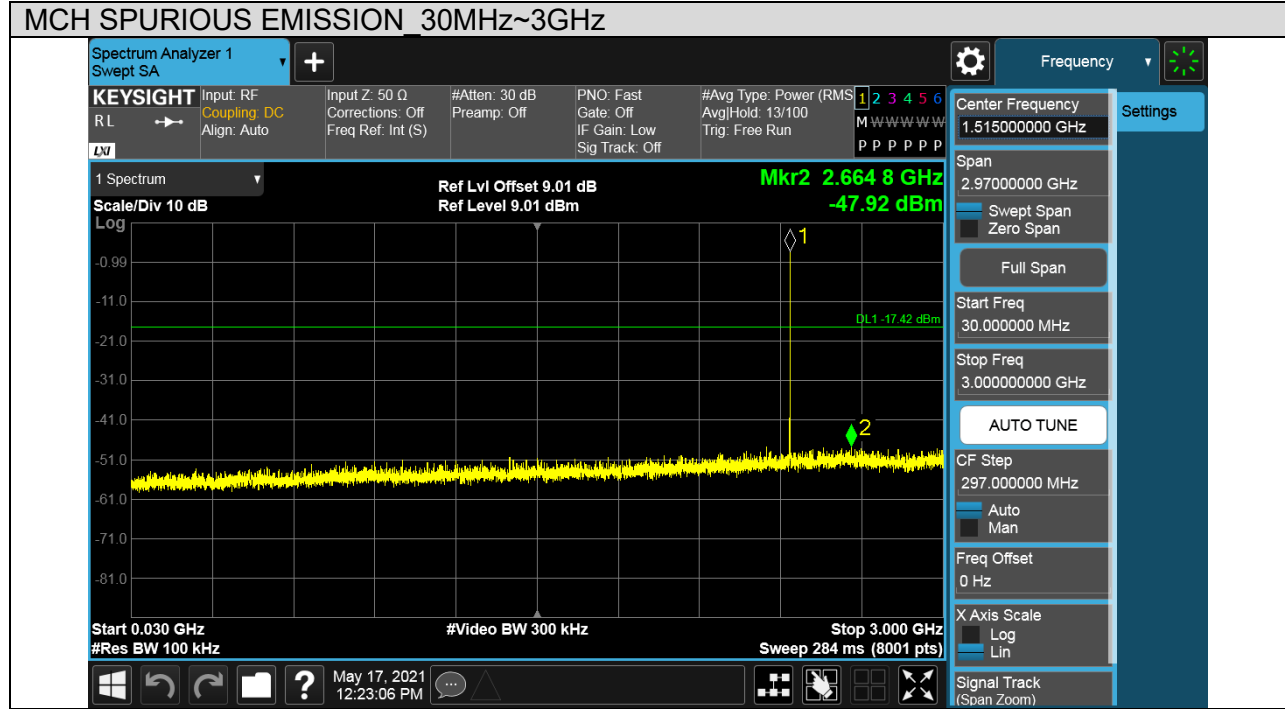 MCH SPURIOUS EMISSION_30MHz~3GHz
Spectrum Analyzer 1
Swept SA
+
Frequency
KEYSIGHT
R L
LXI
Input: RF
Coupling: DC
Align: Auto
Input Z: 50 Ω
Corrections: Off
Freq Ref: Int (S)
#Atten: 30 dB
Preamp: Off
PNO: Fast
Gate: Off
IF Gain: Low
Sig Track: Off
#Avg Type: Power (RMS
Avg|Hold: 13/100
Trig: Free Run
1 2 3 4 5 6
M W W W W W
P P P P P P
1 Spectrum
Scale/Div 10 dB
Ref Lvl Offset 9.01 dB
Ref Level 9.01 dBm
Mkr2 2.664 8 GHz
-47.92 dBm
Log
1
-0.99
-11.0
DL1 -17.42 dBm
-21.0
-31.0
-41.0
2
-51.0
-61.0
-71.0
-81.0
Start 0.030 GHz
#Video BW 300 kHz
Stop 3.000 GHz
#Res BW 100 kHz
Sweep 284 ms (8001 pts)
?
May 17, 2021
12:23:06 PM
Center Frequency
1.515000000 GHz
Settings
Span
2.97000000 GHz
Swept Span
Zero Span
Full Span
Start Freq
30.000000 MHz
Stop Freq
3.000000000 GHz
AUTO TUNE
CF Step
297.000000 MHz
Auto
Man
Freq Offset
0 Hz
X Axis Scale
Log
Lin
Signal Track
(Span Zoom)